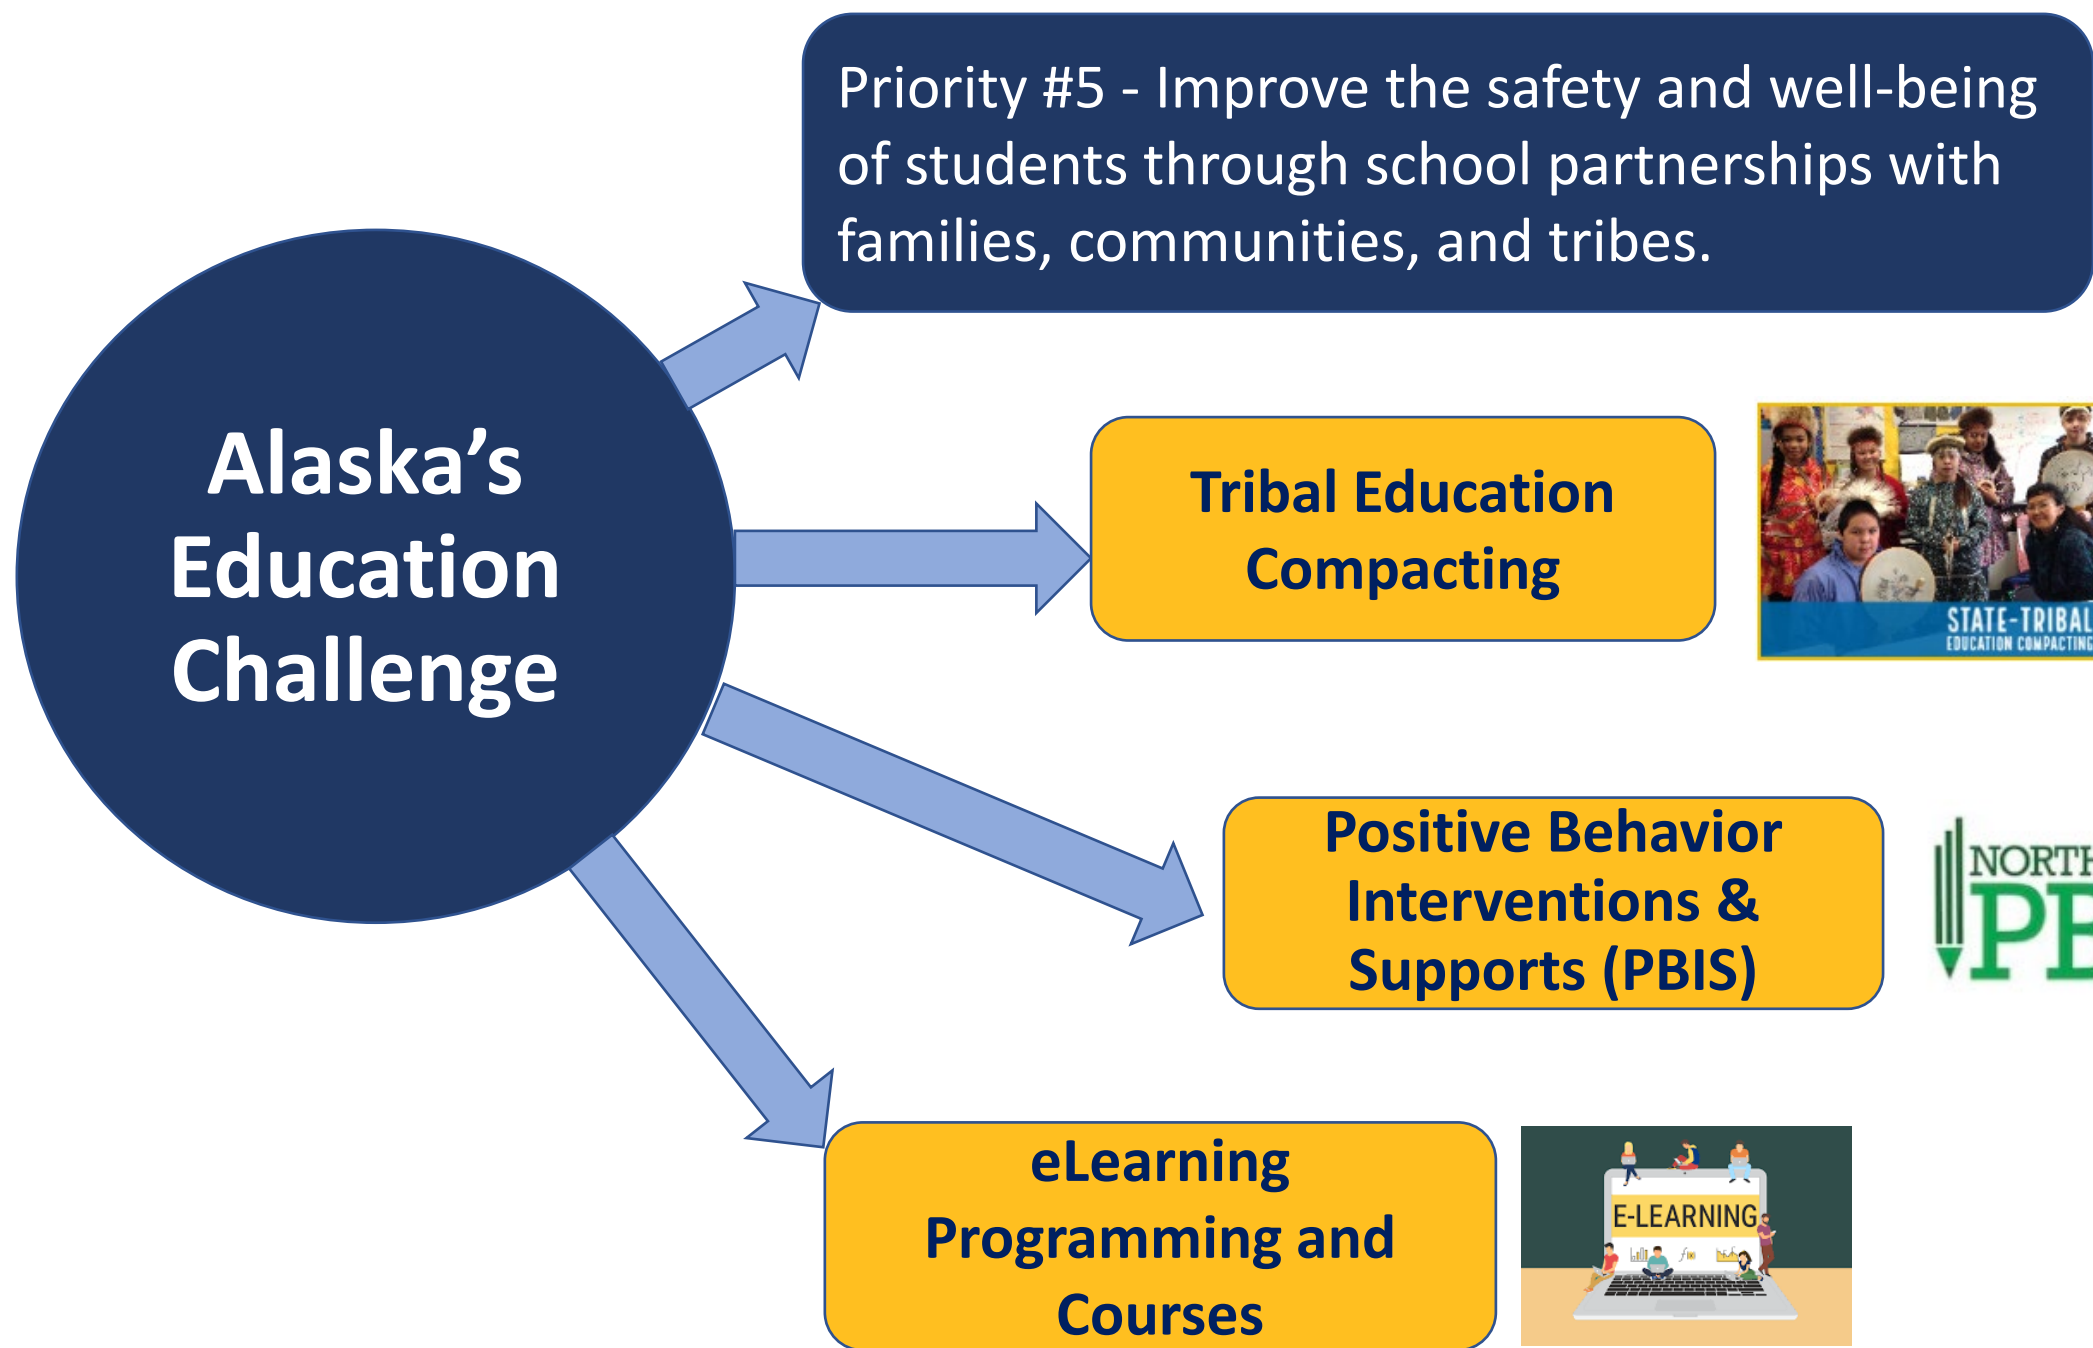 Priority #5 - Improve the safety and well-being
of students through school partnerships with
families, communities, and tribes.
Alaska’s
Education
Challenge
Tribal Education
Compacting
STATE-TRIBAL
EDUCATION COMPACTING
Positive Behavior
Interventions &
Supports (PBIS)
NORTH
PB
eLearning
Programming and
Courses
E-LEARNING